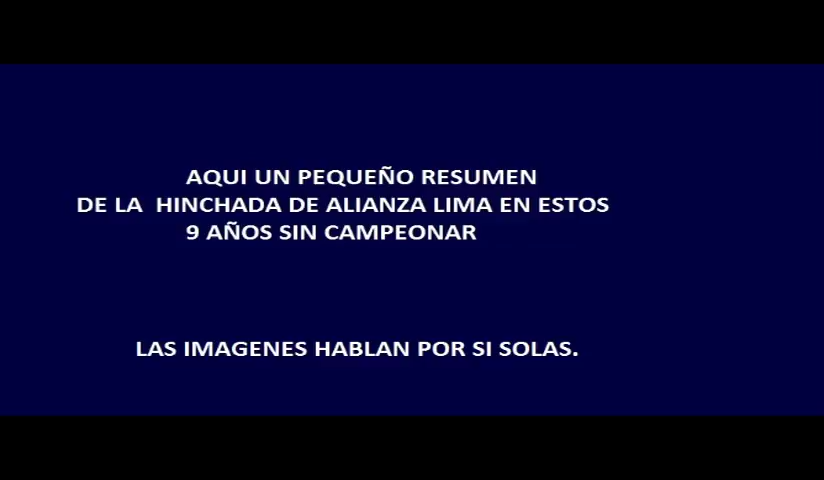 AQUI UN PEQUEÑO RESUMEN
DE LA HINCHADA DE ALIANZA LIMA EN ESTOS
9 AÑOS SIN CAMPEONAR
LAS IMAGENES HABLAN POR SI SOLAS.